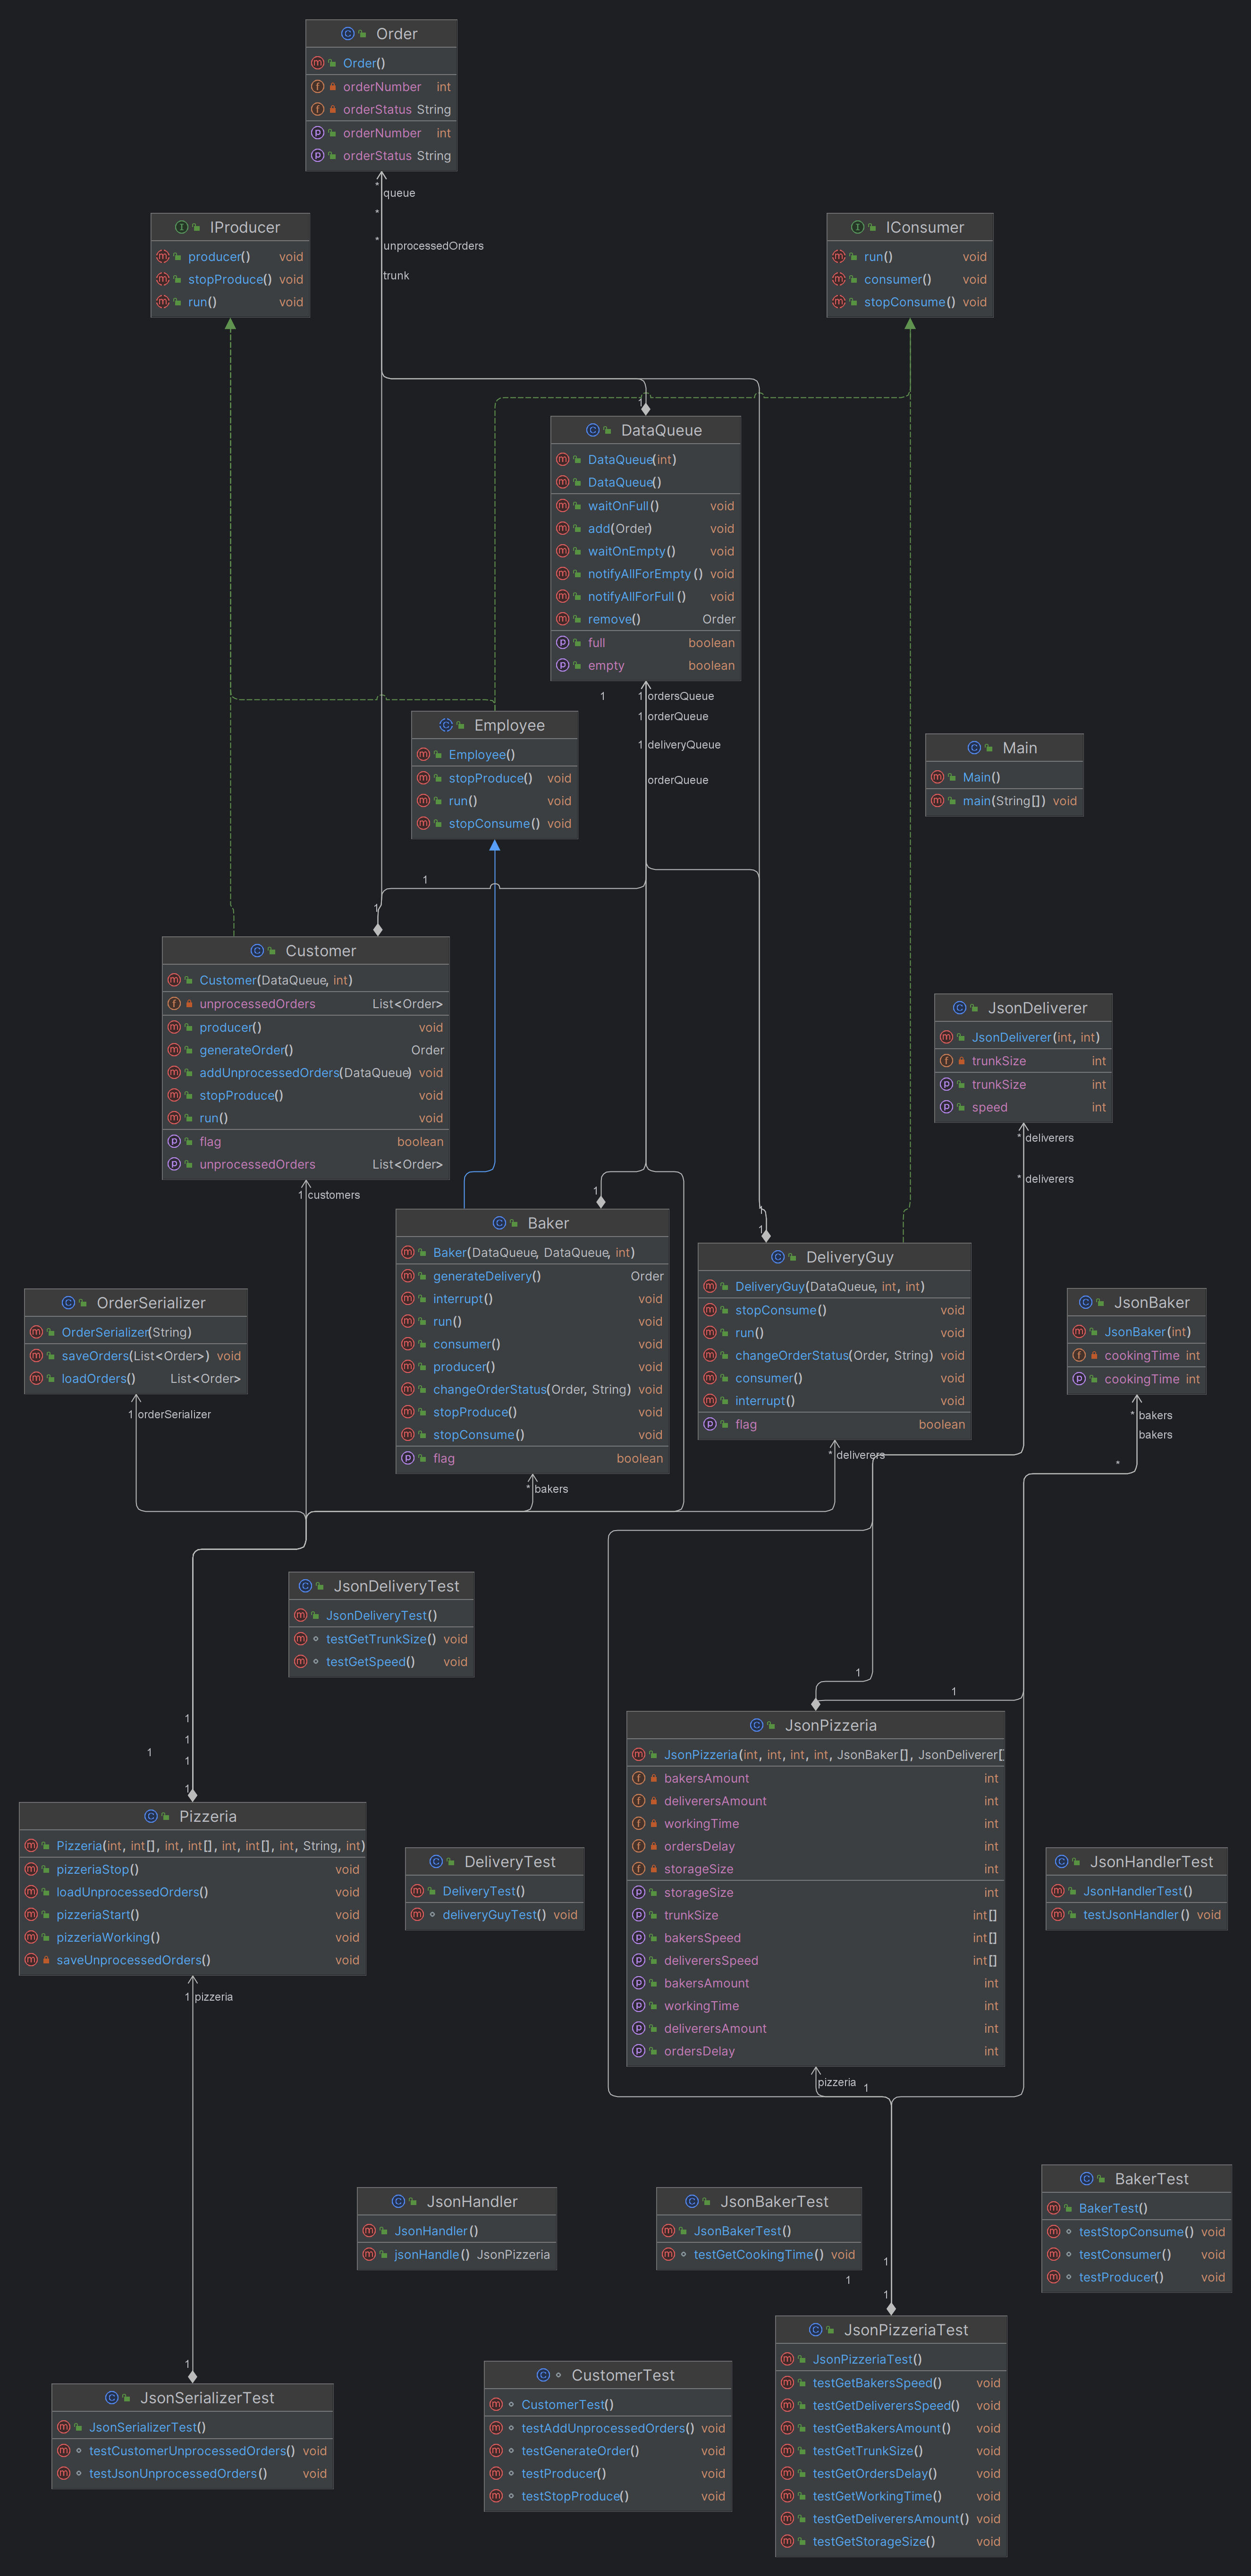 Order
Order()
orderNumber int
orderStatus String
orderNumber int
orderStatus String
* queue
*
* unprocessedOrders
trunk
IProducer
producer() void
stopProduce() void
run() void
IConsumer
run() void
consumer() void
stopConsume() void
1
DataQueue
DataQueue(int)
DataQueue()
waitOnFull() void
add(Order) void
waitOnEmpty() void
notifyAllForEmpty() void
notifyAllForFull() void
remove() Order
full boolean
empty boolean
1 1 ordersQueue
1 orderQueue
1 deliveryQueue
orderQueue
Employee
Employee()
stopProduce() void
run() void
stopConsume() void
Main
Main()
main(String[]) void
1
1
Customer
Customer(DataQueue, int)
unprocessedOrders List<Order>
producer() void
generateOrder() Order
addUnprocessedOrders(DataQueue) void
stopProduce() void
run() void
flag boolean
unprocessedOrders List<Order>
1 customers
JsonDeliverer
JsonDeliverer(int, int)
trunkSize int
trunkSize int
speed int
* deliverers
* deliverers
1
Baker
Baker(DataQueue, DataQueue, int)
generateDelivery() Order
interrupt() void
run() void
consumer() void
producer() void
changeOrderStatus(Order, String) void
stopProduce() void
stopConsume() void
flag boolean
* bakers
1
1
DeliveryGuy
DeliveryGuy(DataQueue, int, int)
stopConsume() void
run() void
changeOrderStatus(Order, String) void
consumer() void
interrupt() void
flag boolean
* deliverers
OrderSerializer
OrderSerializer(String)
saveOrders(List<Order>) void
loadOrders() List<Order>
1 orderSerializer
JsonBaker
JsonBaker(int)
cookingTime int
cookingTime int
* bakers
bakers
*
JsonDeliveryTest
JsonDeliveryTest()
testGetTrunkSize() void
testGetSpeed() void
1
1
JsonPizzeria
JsonPizzeria(int, int, int, int, JsonBaker[], JsonDeliverer[]
bakersAmount int
deliverersAmount int
workingTime int
ordersDelay int
storageSize int
storageSize int
trunkSize int[]
bakersSpeed int[]
deliverersSpeed int[]
bakersAmount int
workingTime int
deliverersAmount int
ordersDelay int
pizzeria 1
1
1
1
1
1
Pizzeria
Pizzeria(int, int[], int, int[], int, int[], int, String, int)
pizzeriaStop() void
loadUnprocessedOrders() void
pizzeriaStart() void
pizzeriaWorking() void
saveUnprocessedOrders() void
1 pizzeria
DeliveryTest
DeliveryTest()
deliveryGuyTest() void
JsonHandlerTest
JsonHandlerTest()
testJsonHandler() void
JsonHandler
JsonHandler()
jsonHandle() JsonPizzeria
JsonBakerTest
JsonBakerTest()
testGetCookingTime() void
BakerTest
BakerTest()
testStopConsume() void
testConsumer() void
testProducer() void
1
1
1
JsonPizzeriaTest
JsonPizzeriaTest()
testGetBakersSpeed() void
testGetDeliverersSpeed() void
testGetBakersAmount() void
testGetTrunkSize() void
testGetOrdersDelay() void
testGetWorkingTime() void
testGetDeliverersAmount() void
testGetStorageSize() void
1
JsonSerializerTest
JsonSerializerTest()
testCustomerUnprocessedOrders() void
testJsonUnprocessedOrders() void
CustomerTest
CustomerTest()
testAddUnprocessedOrders() void
testGenerateOrder() void
testProducer() void
testStopProduce() void